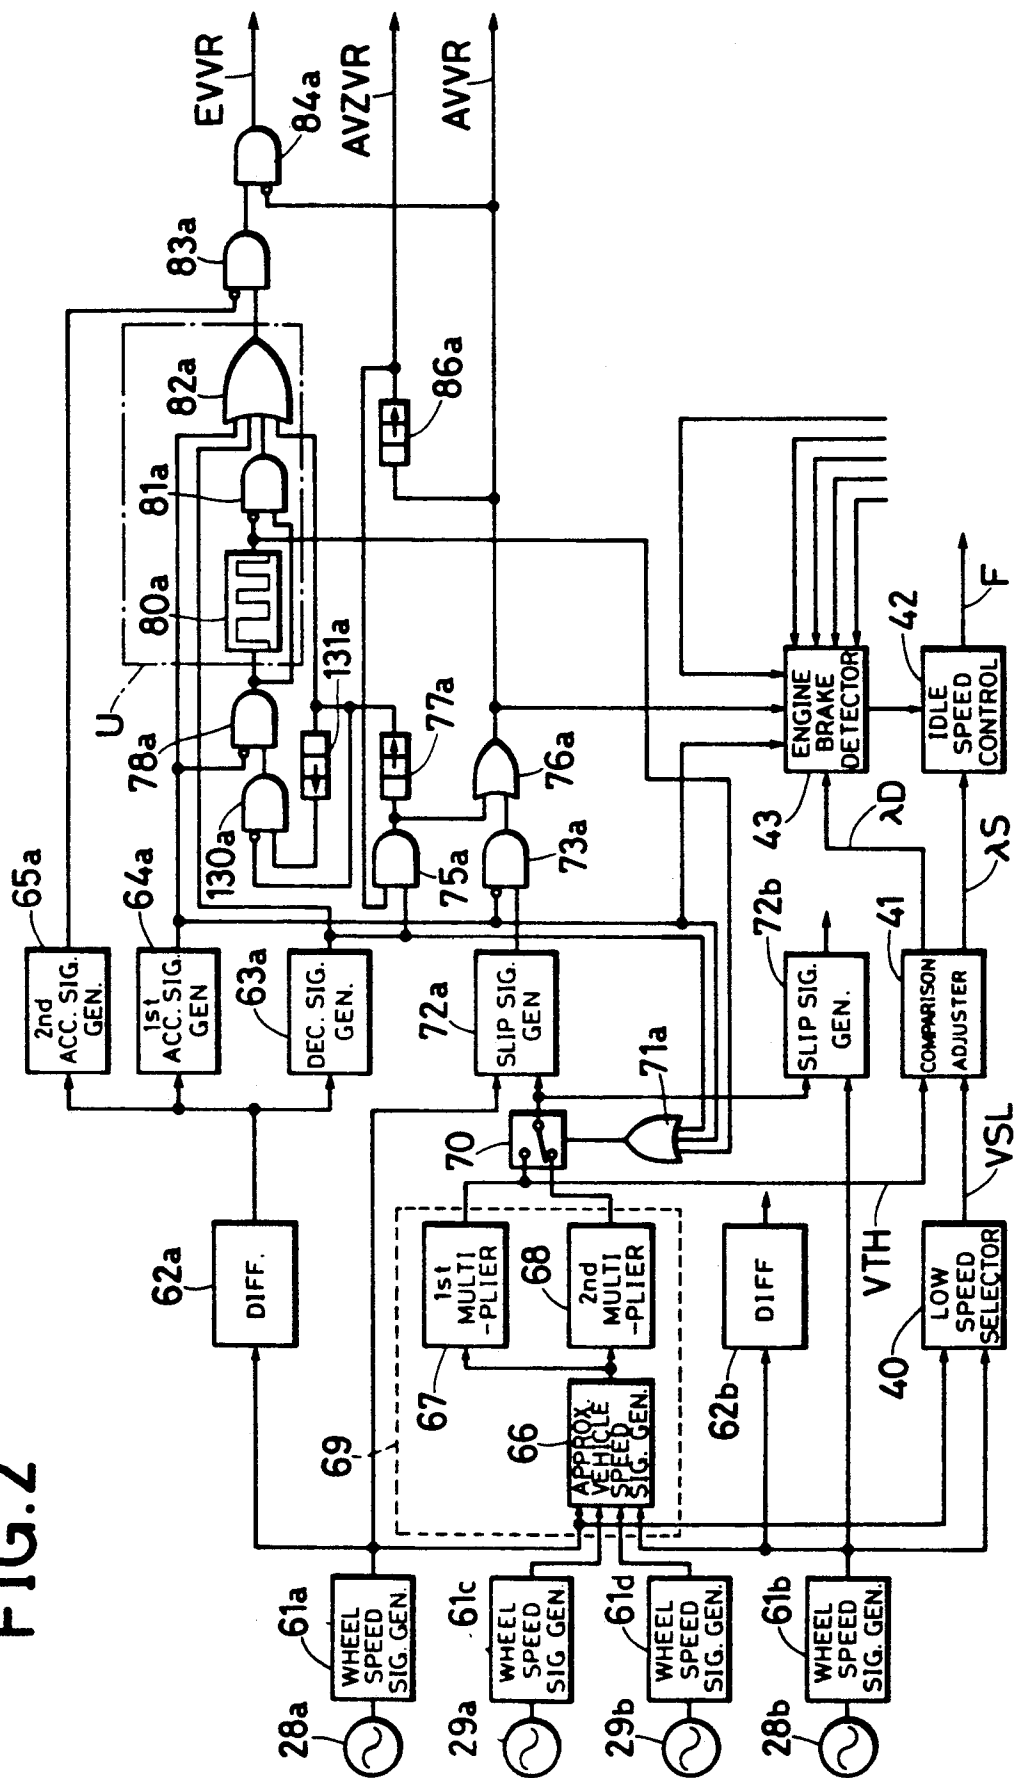 FIG.2
28a
61a
WHEEL
SPEED
SIG. GEN.
29a
61c
WHEEL
SPEED
SIG GEN.
29b
61d
WHEEL
SPEED
SIG. GEN.
28b
61b
WHEEL
SPEED
SIG. GEN.
62a
DIFF.
69
67
1st
MULTI
-PLIER
68
2nd
MULTI
-PLIER
66
APPROX.
VEHICLE
SPEED
SIG. GEN.
62b
DIFF
VTH
40
LOW
SPEED
SELECTOR
VSL
65a
2nd
ACC. SIG.
GEN.
64a
1st
ACC. SIG.
GEN
63a
DEC. SIG.
GEN.
72a
SLIP SIG.
GEN
70
71a
72b
SLIP SIG.
GEN.
41
COMPARISON
ADJUSTER
λD
λS
U
78a
130a
131a
77a
75a
76a
73a
80a
81a
82a
83a
84a
86a
EVVR
AVZVR
AVVR
43
ENGINE
BRAKE
DETECTOR
42
IDLE
SPEED
CONTROL
F